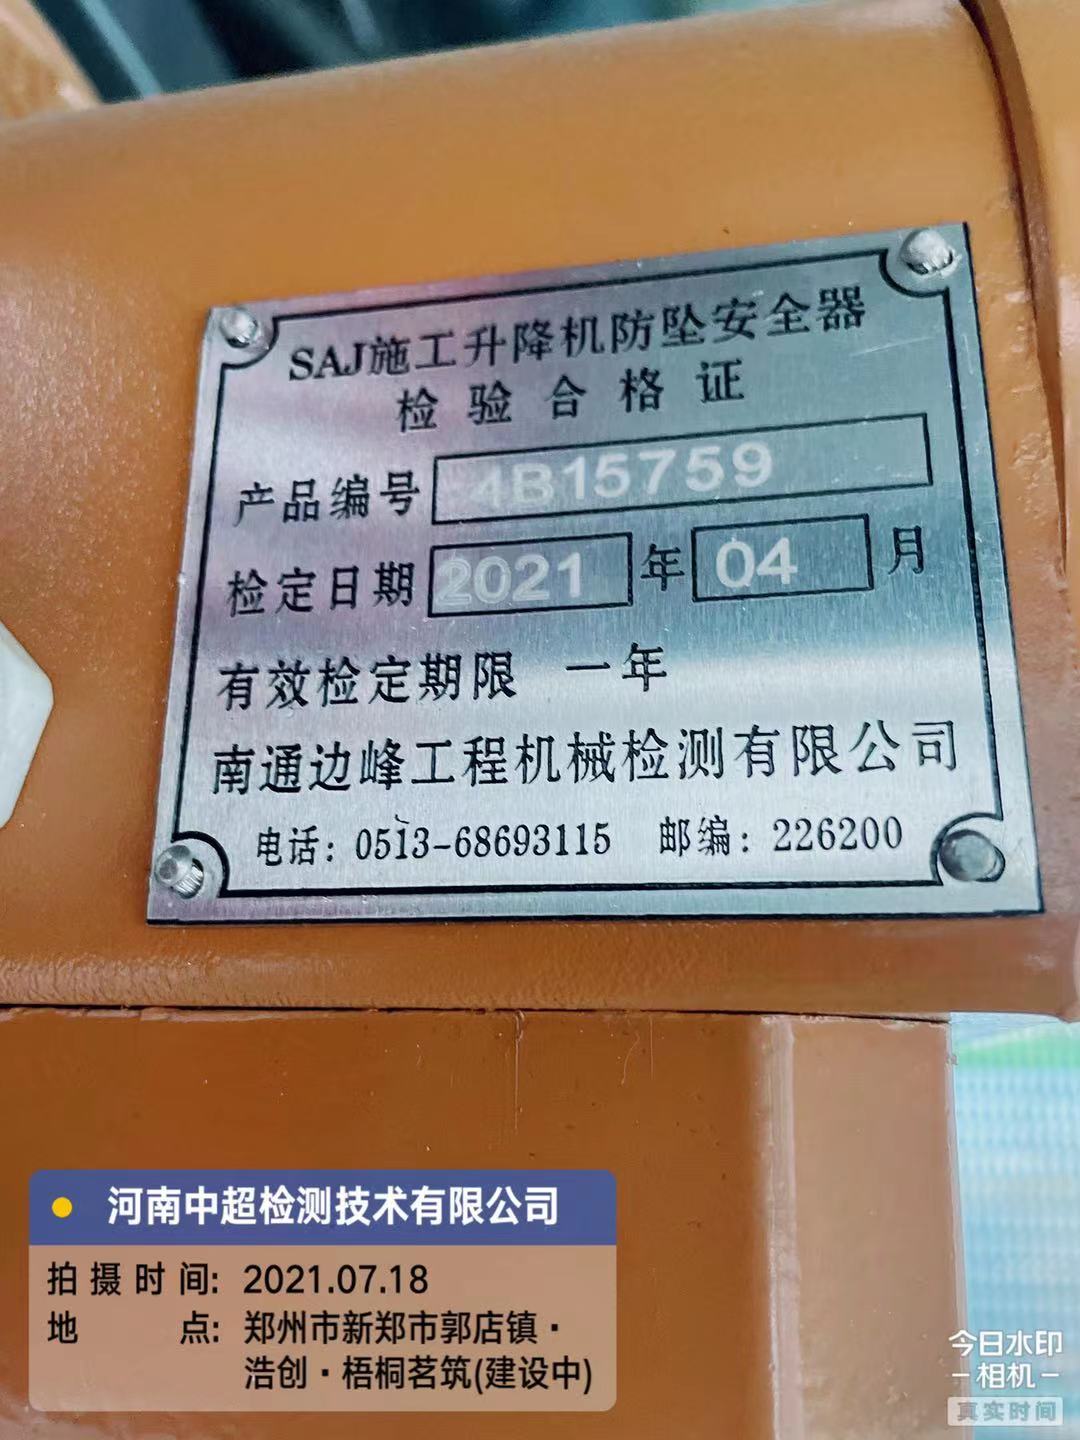 SAJ施工升降机防坠安全器
检验合格证
产品编号 4B15759
检定日期 2021 年 04 月
有效检定期限 一年
南通边峰工程机械检测有限公司
电话：0513-68693115 邮编：226200
河南中超检测技术有限公司
拍摄时间: 2021.07.18
地点: 郑州市新郑市郭店镇·
浩创·梧桐茗筑(建设中)
今日水印
-相机-
真实时间